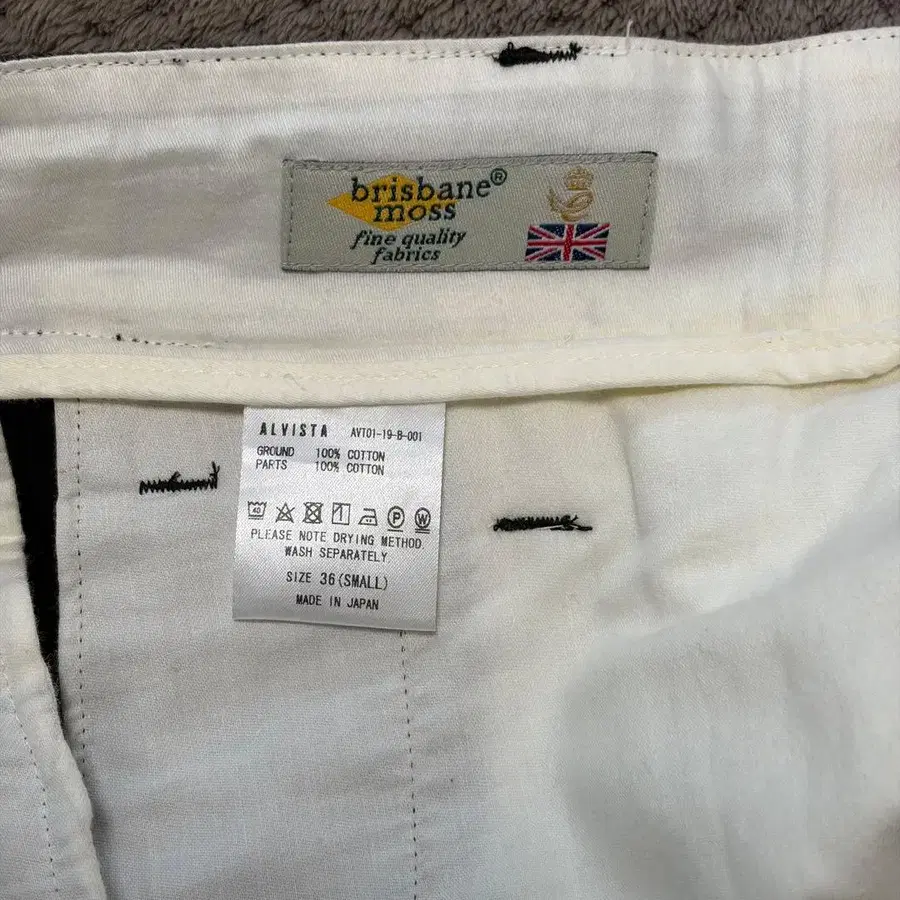 brisbane®
moss
fine quality
fabrics
ALVISTA AVT01-19-B-001
GROUND 100% COTTON
PARTS 100% COTTON
40 P W
PLEASE NOTE DRYING METHOD
WASH SEPARATELY.
SIZE 36(SMALL)
MADE IN JAPAN